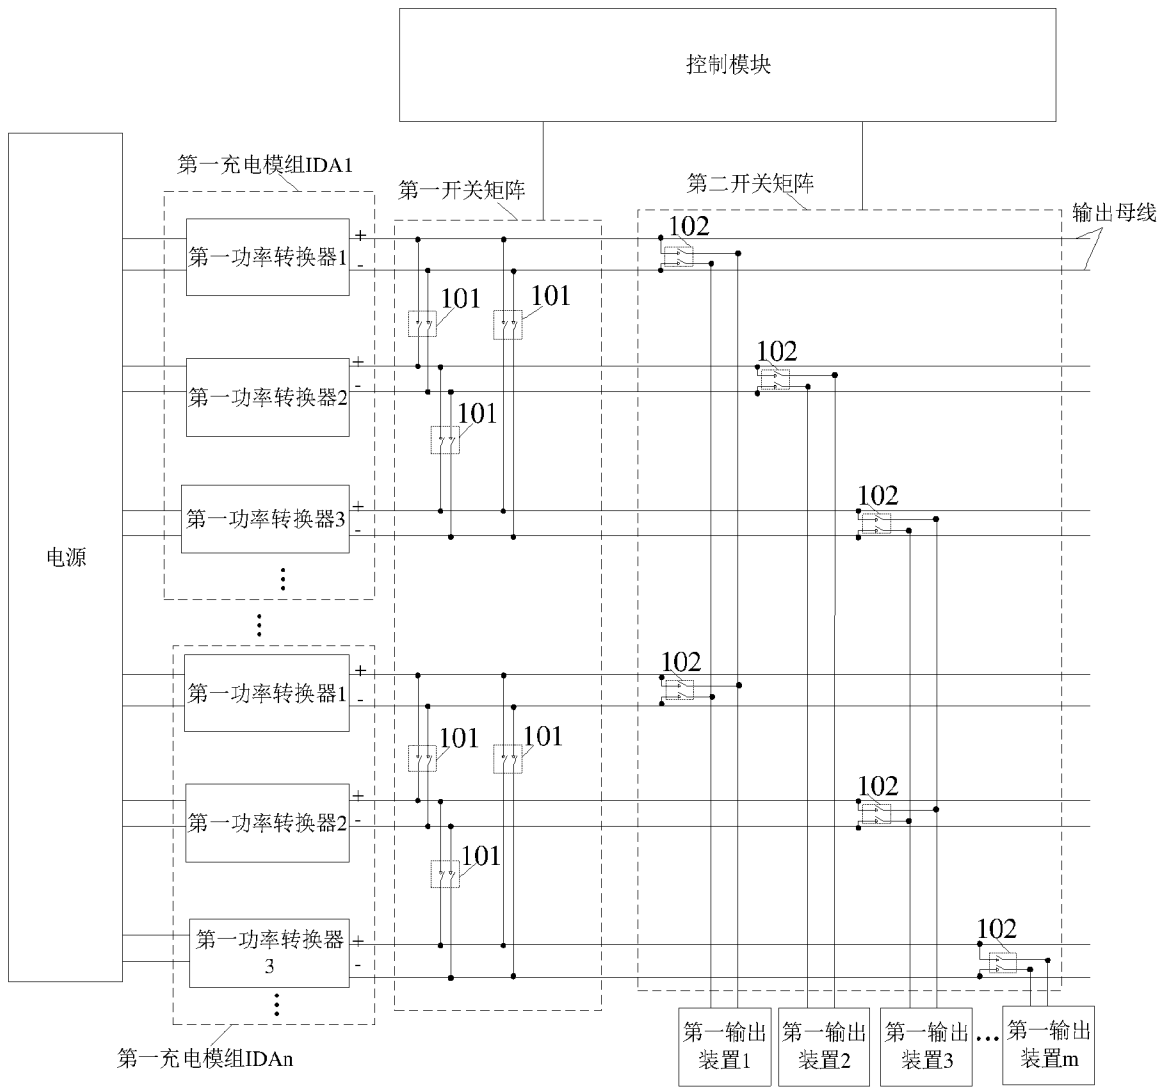 控制模块
第一充电模组IDA1
第一开关矩阵
第二开关矩阵
输出母线
102
+
第一功率转换器1
-
101
101
102
+
第一功率转换器2
-
101
102
+
第一功率转换器3
-
电源
102
+
第一功率转换器1
-
101
101
102
+
第一功率转换器2
-
101
102
第一功率转换器
3
+
-
第一充电模组IDAn
第一输出
装置1
第一输出
装置2
第一输出
装置3
第一输出
装置m